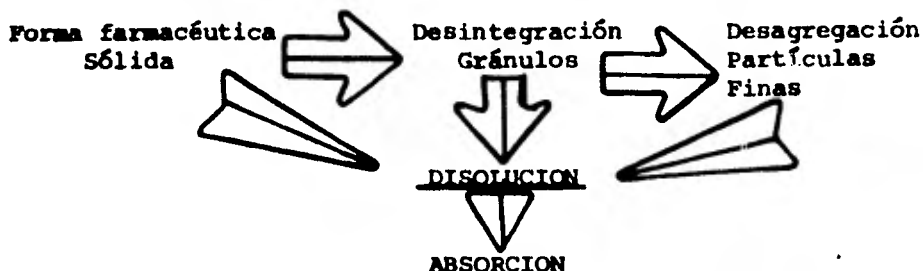 Forma farmacéutica
Sólida
Desintegración
Gránulos
Desagregación
Partículas
Finas
DISOLUCION
ABSORCION